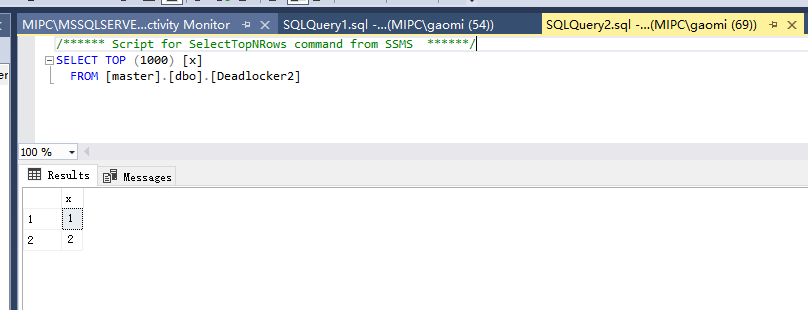 MIPC\MSSQLSERVE...ctivity Monitor
SQLQuery1.sql -...(MIPC\gaomi (54))
SQLQuery2.sql -...(MIPC\gaomi (69))
/****** Script for SelectTopNRows command from SSMS  ******/
SELECT TOP (1000) [x]
FROM [master].[dbo].[Deadlocker2]
100 %
Results
Messages
x
1 1
2 2